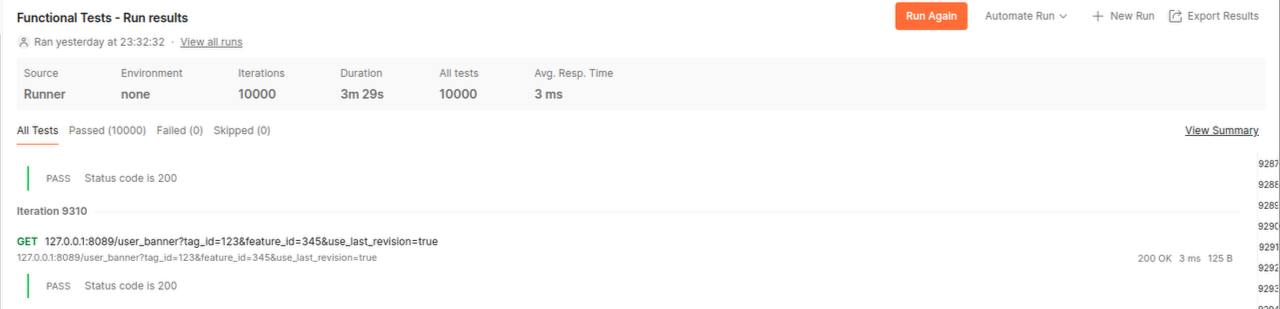 Functional Tests - Run results
Run Again
Automate Run
New Run
Export Results
Ran yesterday at 23:32:32 · View all runs
Source Environment Iterations Duration All tests Avg. Resp. Time
Runner none 10000 3m 29s 10000 3 ms
All Tests Passed (10000) Failed (0) Skipped (0)
View Summary
PASS Status code is 200
Iteration 9310
GET 127.0.0.1:8089/user_banner?tag_id=123&feature_id=345&use_last_revision=true
127.0.0.1:8089/user_banner?tag_id=123&feature_id=345&use_last_revision=true
200 OK 3 ms 125 B
PASS Status code is 200
9287
9288
9289
9290
9291
9292
9293